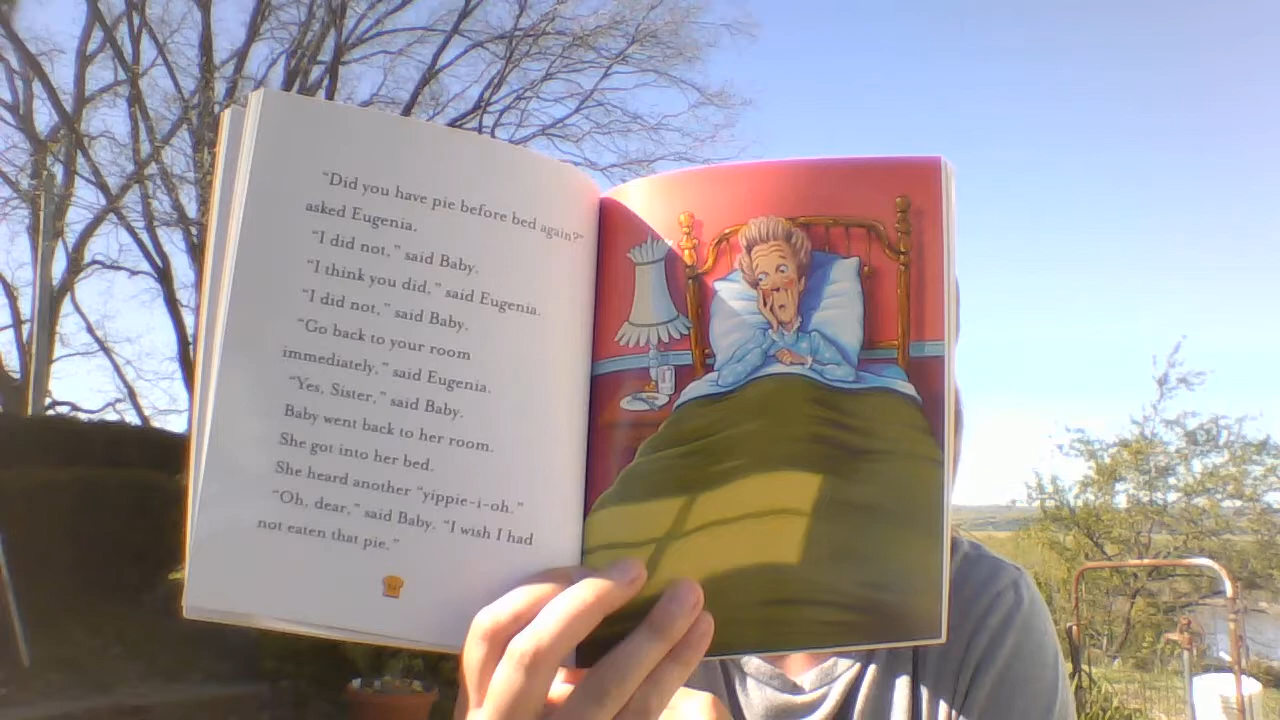 “Did you have pie before bed again?”
asked Eugenia.
“I did not,” said Baby.
“I think you did,” said Eugenia.
“I did not,” said Baby.
“Go back to your room
immediately,” said Eugenia.
“Yes, Sister,” said Baby.
Baby went back to her room.
She got into her bed.
She heard another “yippie-i-oh.”
“Oh, dear,” said Baby. “I wish I had
not eaten that pie.”